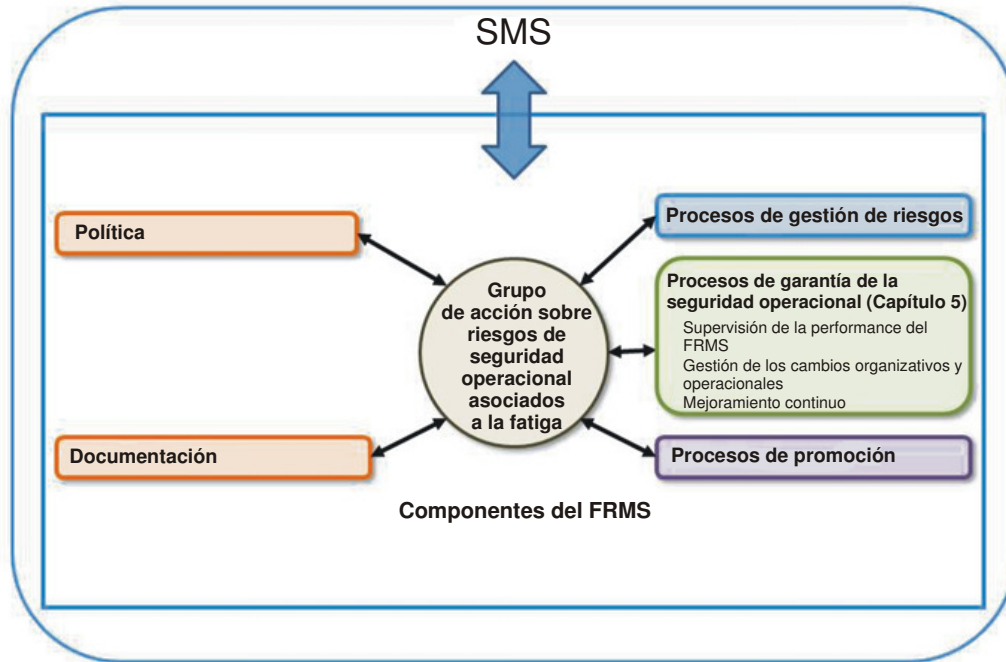 SMS
Política
Documentación
Grupo
de acción sobre
riesgos de
seguridad
operacional
asociados
a la fatiga
Procesos de gestión de riesgos
Procesos de garantía de la
seguridad operacional (Capítulo 5)
Supervisión de la performance del
FRMS
Gestión de los cambios organizativos y
operacionales
Mejoramiento continuo
Procesos de promoción
Componentes del FRMS